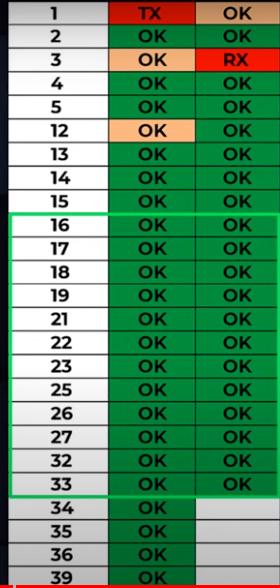 1 TX OK
2 OK OK
3 OK RX
4 OK OK
5 OK OK
12 OK OK
13 OK OK
14 OK OK
15 OK OK
16 OK OK
17 OK OK
18 OK OK
19 OK OK
21 OK OK
22 OK OK
23 OK OK
25 OK OK
26 OK OK
27 OK OK
32 OK OK
33 OK OK
34 OK
35 OK
36 OK
39 OK